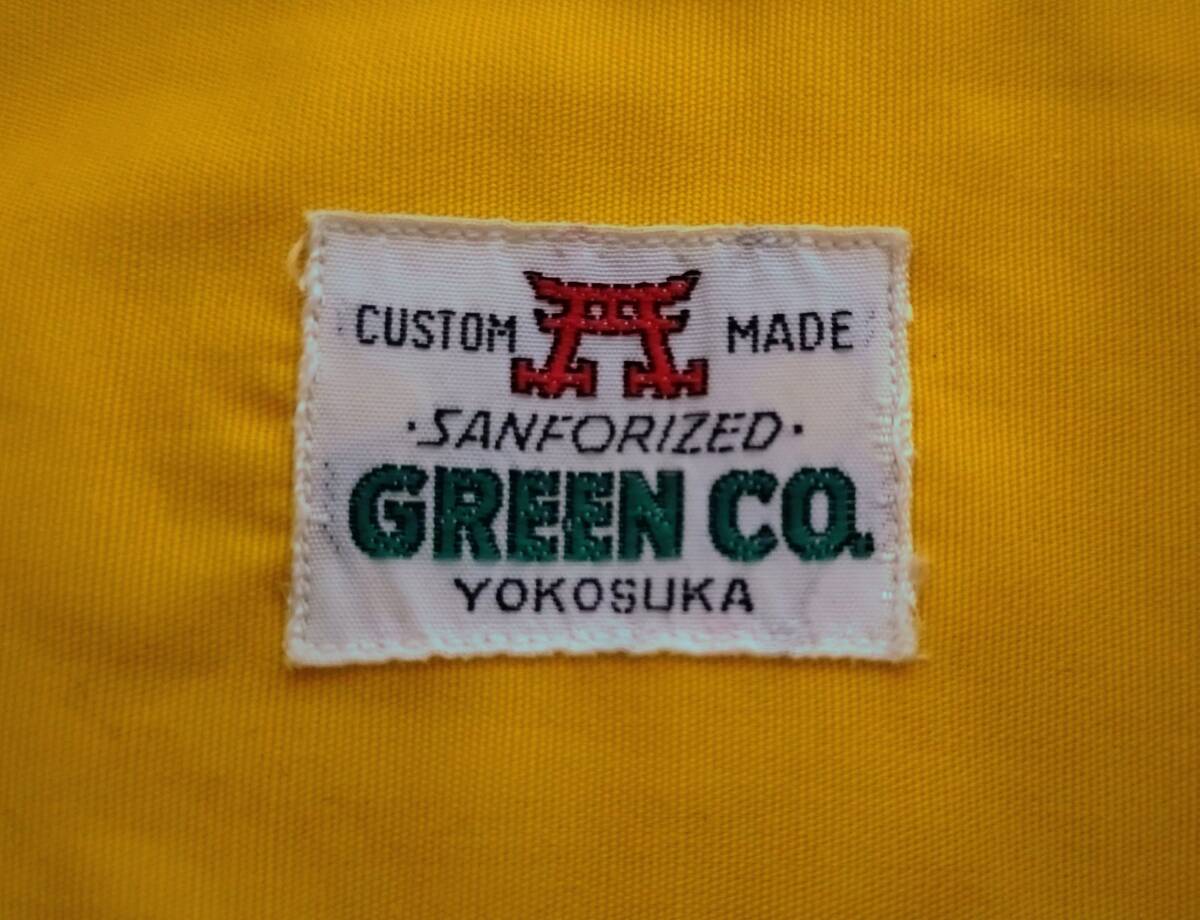 CUSTOM MADE
·SANFORIZED·
GREEN CO.
YOKOSUKA